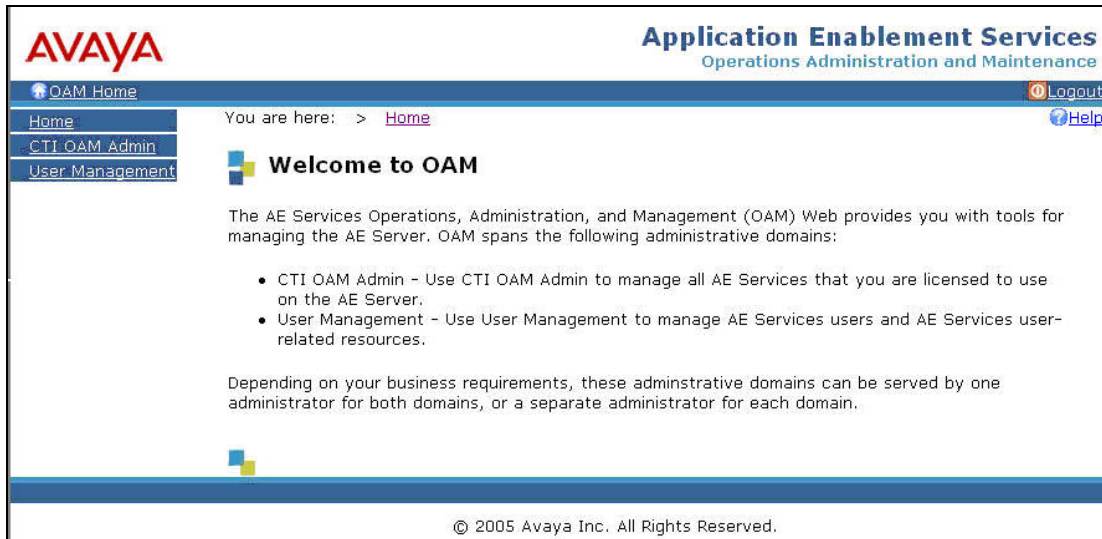 AVAYA
Application Enablement Services
Operations Administration and Maintenance
OAM Home
Logout
Home
CTI OAM Admin
User Management
You are here: > Home
Help
Welcome to OAM
The AE Services Operations, Administration, and Management (OAM) Web provides you with tools for
managing the AE Server. OAM spans the following administrative domains:
• CTI OAM Admin - Use CTI OAM Admin to manage all AE Services that you are licensed to use
on the AE Server.
• User Management - Use User Management to manage AE Services users and AE Services user-
related resources.
Depending on your business requirements, these adminstrative domains can be served by one
administrator for both domains, or a separate administrator for each domain.
© 2005 Avaya Inc. All Rights Reserved.